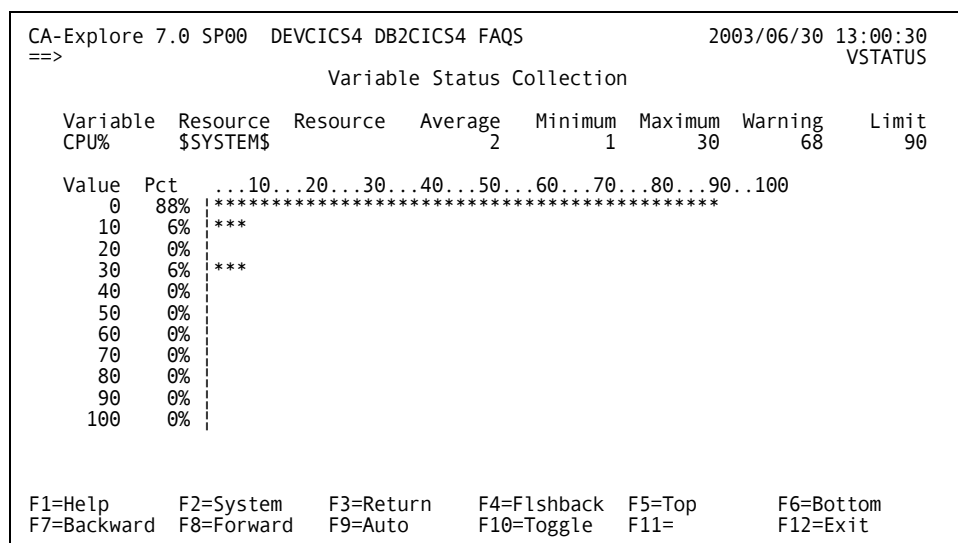 CA-Explore 7.0 SP00  DEVCICS4 DB2CICS4 FAQS                2003/06/30 13:00:30
==>                                                                    VSTATUS
                          Variable Status Collection

   Variable  Resource  Resource   Average   Minimum  Maximum  Warning    Limit
   CPU%      $SYSTEM$                   2         1       30       68       90

   Value  Pct   ...10...20...30...40...50...60...70...80...90..100
       0   88% ¦********************************************
      10    6% ¦***
      20    0% ¦
      30    6% ¦***
      40    0% ¦
      50    0% ¦
      60    0% ¦
      70    0% ¦
      80    0% ¦
      90    0% ¦
     100    0% ¦

F1=Help      F2=System    F3=Return    F4=Flshback  F5=Top       F6=Bottom
F7=Backward  F8=Forward   F9=Auto      F10=Toggle   F11=         F12=Exit